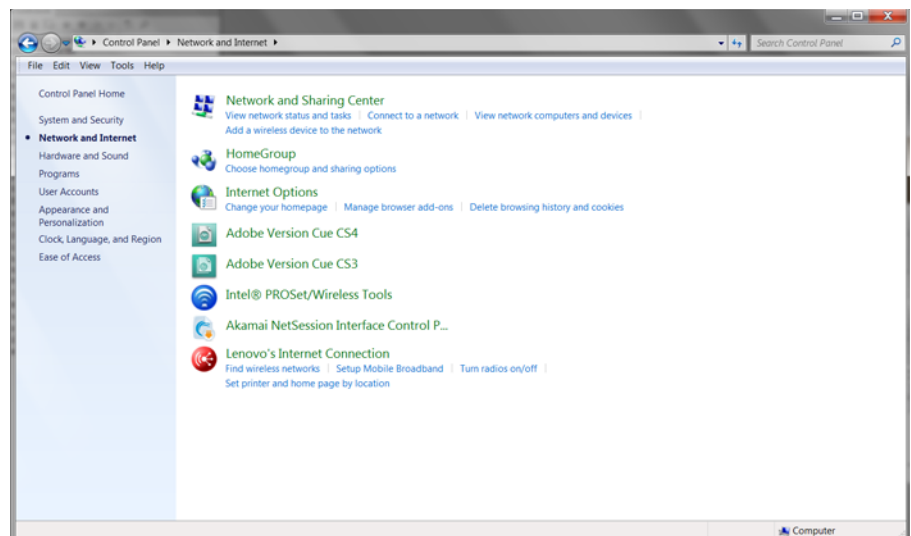 Control Panel Network and Internet
Search Control Panel
File Edit View Tools Help
Control Panel Home
System and Security
Network and Internet
Hardware and Sound
Programs
User Accounts
Appearance and
Personalization
Clock, Language, and Region
Ease of Access
Network and Sharing Center
View network status and tasks Connect to a network View network computers and devices
Add a wireless device to the network
HomeGroup
Choose homegroup and sharing options
Internet Options
Change your homepage Manage browser add-ons Delete browsing history and cookies
Adobe Version Cue CS4
Adobe Version Cue CS3
Intel® PROSet/Wireless Tools
Akamai NetSession Interface Control P...
Lenovo's Internet Connection
Find wireless networks Setup Mobile Broadband Turn radios on/off
Set printer and home page by location
Computer